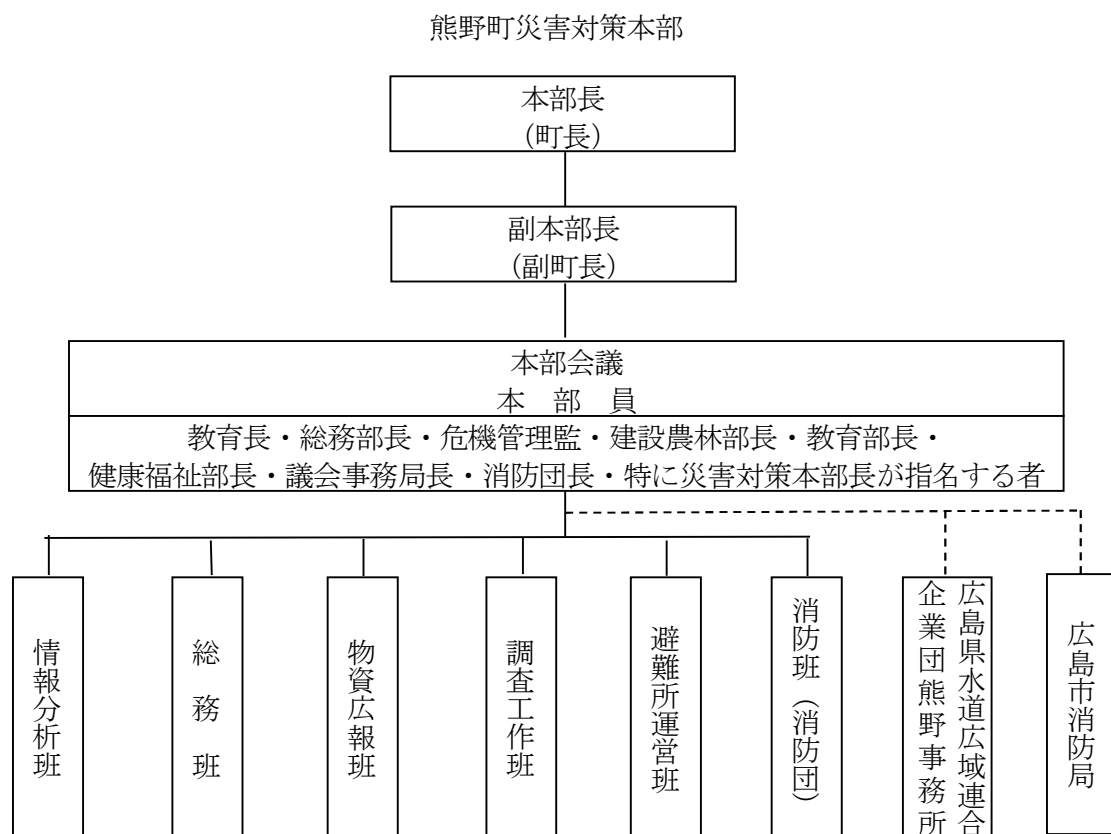 熊野町災害対策本部
本部長
(町長)
副本部長
(副町長)
本部会議
本　部　員
教育長・総務部長・危機管理監・建設農林部長・教育部長・
健康福祉部長・議会事務局長・消防団長・特に災害対策本部長が指名する者
情報分析班
総　務　班
物資広報班
調査工作班
避難所運営班
消防班（消防団）
広島県水道広域連合
企業団熊野事務所
広島市消防局